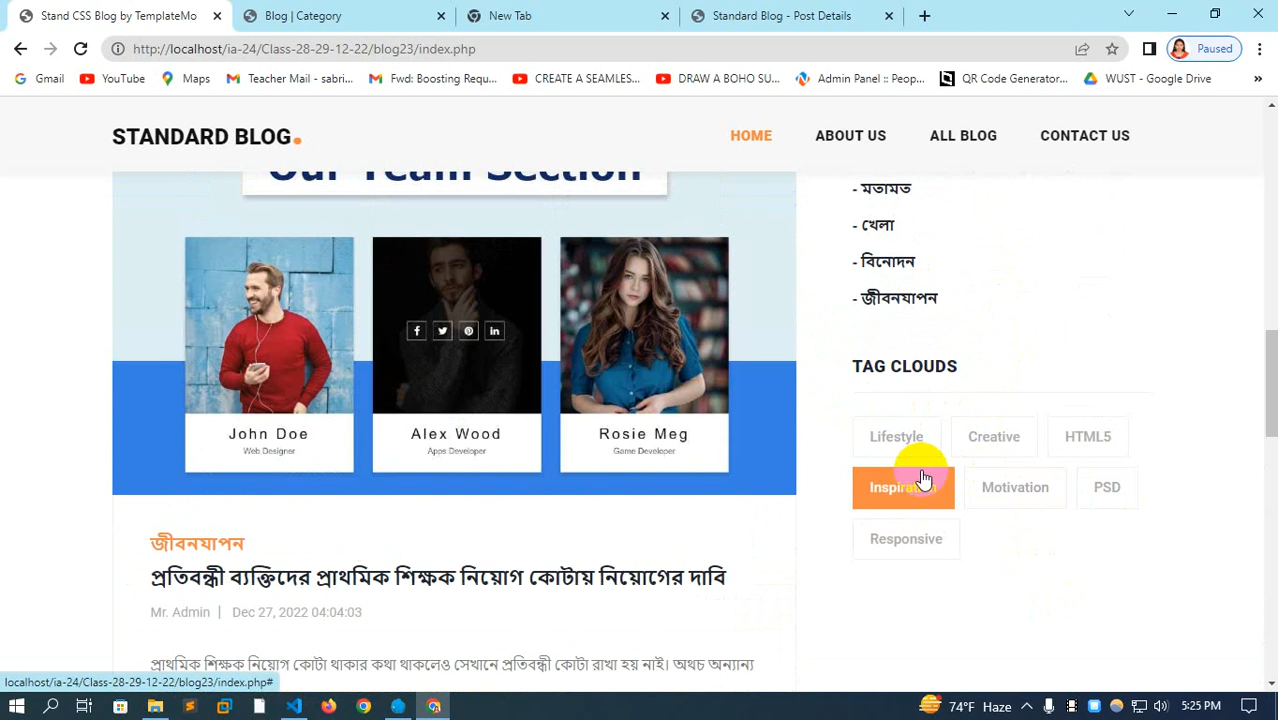 Stand CSS Blog by TemplateMo
Blog | Category
New Tab
Standard Blog - Post Details
http://localhost/ia-24/Class-28-29-12-22/blog23/index.php
Paused
Gmail
YouTube
Maps
Teacher Mail - sabri...
Fwd: Boosting Requ...
CREATE A SEAMLES...
DRAW A BOHO SU...
Admin Panel :: Peop...
QR Code Generator...
WUST - Google Drive
»
STANDARD BLOG.
HOME
ABOUT US
ALL BLOG
CONTACT US
Our Team Section
John Doe
Web Designer
Alex Wood
Apps Developer
Rosie Meg
Game Developer
জীবনযাপন
প্রতিবন্ধী ব্যক্তিদের প্রাথমিক শিক্ষক নিয়োগ কোটায় নিয়োগের দাবি
Mr. Admin | Dec 27, 2022 04:04:03
প্রাথমিক শিক্ষক নিয়োগ কোটা থাকার কথা থাকলেও সেখানে প্রতিবন্ধী কোটা রাখা হয় নাই। অথচ অন্যান্য
- মতামত
- খেলা
- বিনোদন
- জীবনযাপন
TAG CLOUDS
Lifestyle
Creative
HTML5
Inspiration
Motivation
PSD
Responsive
localhost/ia-24/Class-28-29-12-22/blog23/index.php#
74°F Haze
5:25 PM